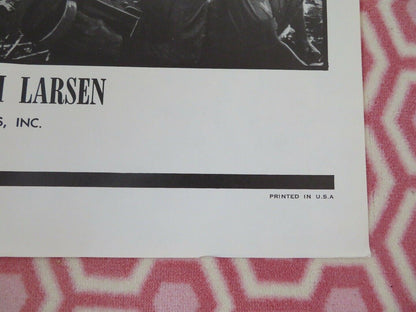 LARSEN
, INC.
PRINTED IN U.S.A